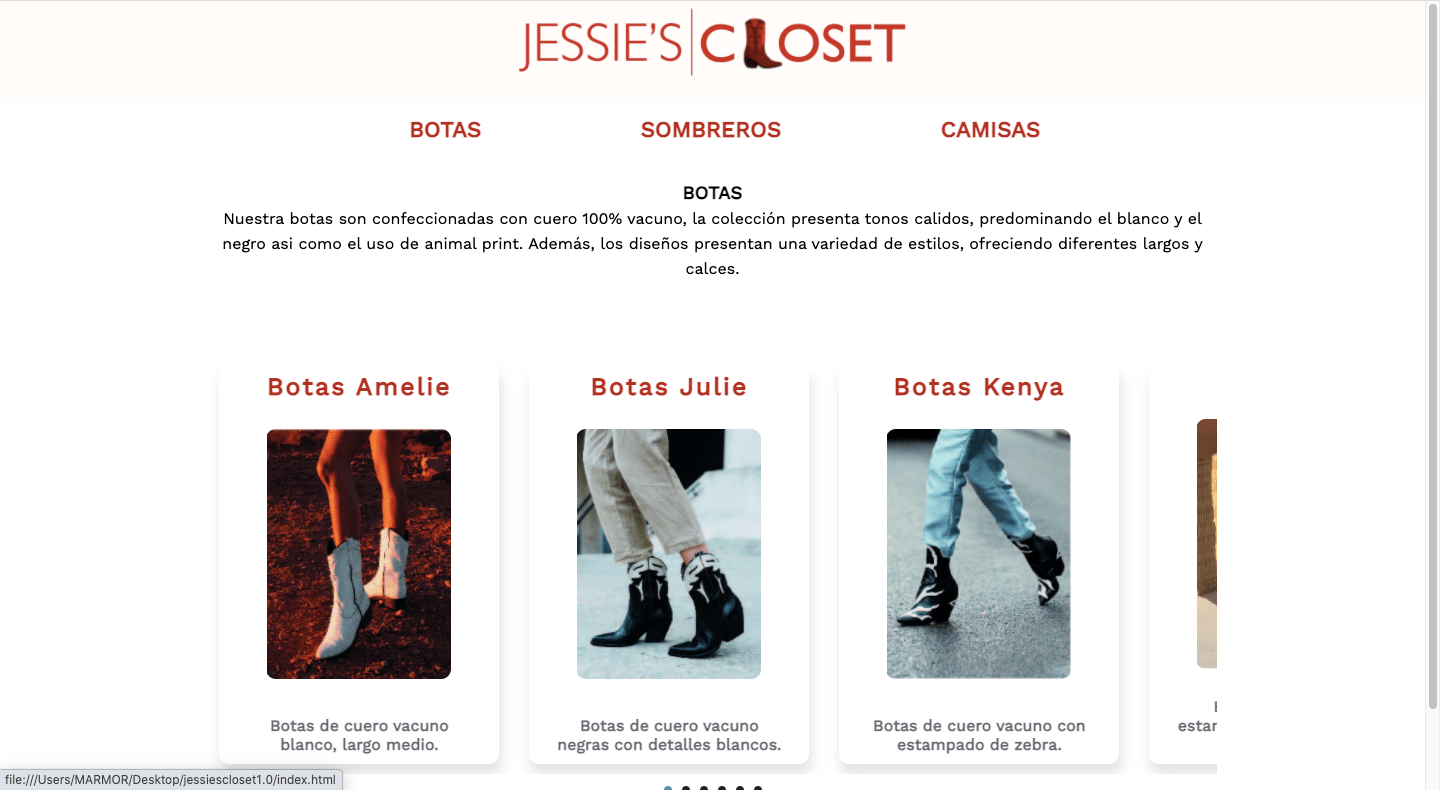 JESSIE'S CLOSET
BOTAS SOMBREROS CAMISAS
BOTAS
Nuestra botas son confeccionadas con cuero 100% vacuno, la colección presenta tonos calidos, predominando el blanco y el
negro asi como el uso de animal print. Además, los diseños presentan una variedad de estilos, ofreciendo diferentes largos y
calces.
Botas Amelie
Botas de cuero vacuno
blanco, largo medio.
Botas Julie
Botas de cuero vacuno
negras con detalles blancos.
Botas Kenya
Botas de cuero vacuno con
estampado de zebra.
file:///Users/MARMOR/Desktop/jessiescloset1.0/index.html